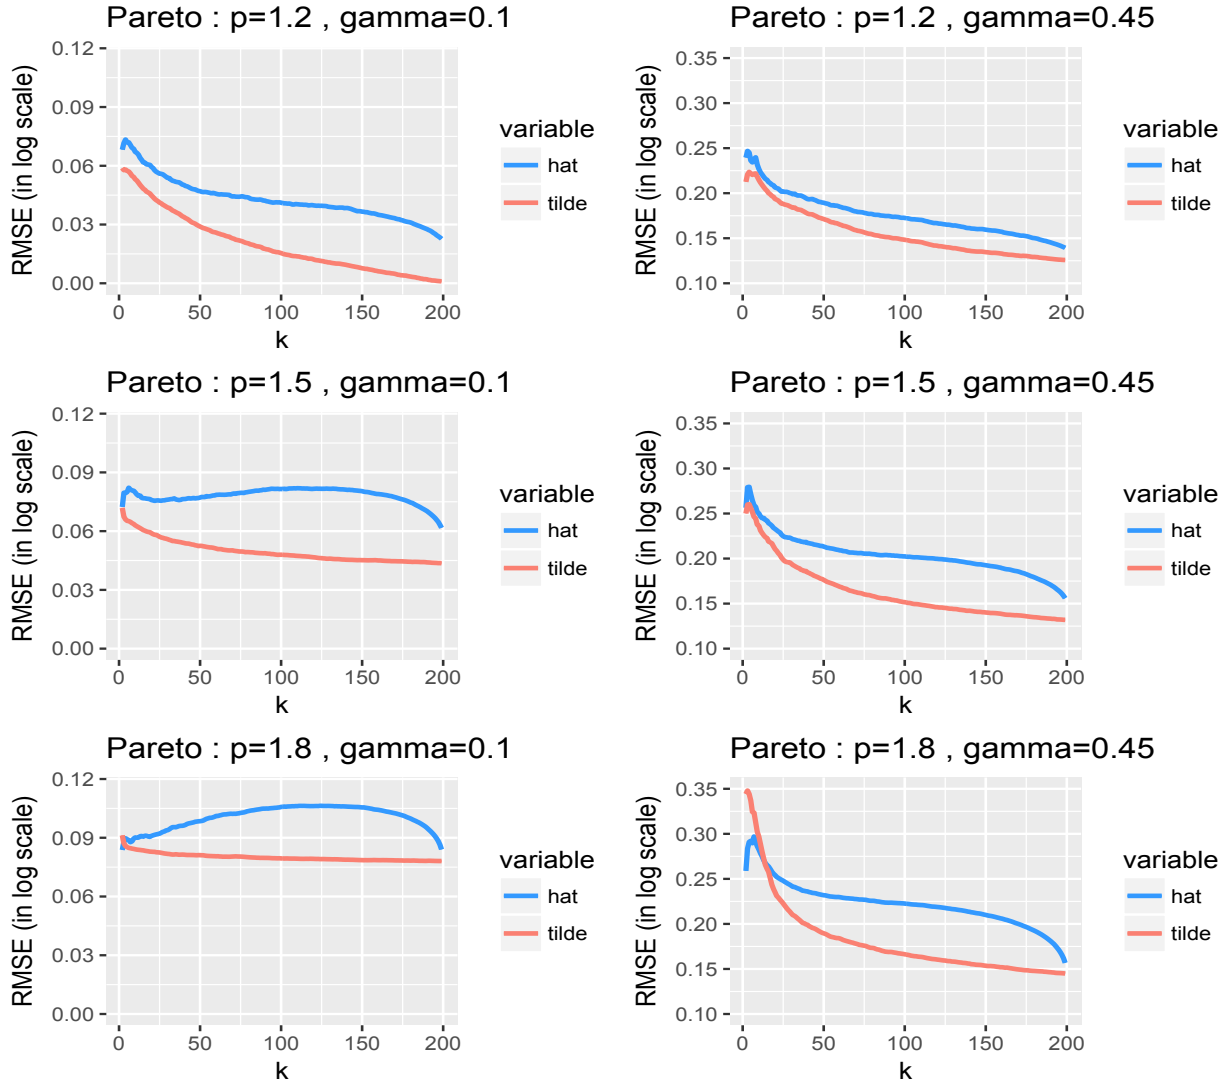 Pareto : p=1.2 , gamma=0.1
RMSE (in log scale)
0.12
0.09
0.06
0.03
0.00
0 50 100 150 200
k
variable
hat
tilde
Pareto : p=1.2 , gamma=0.45
RMSE (in log scale)
0.35
0.30
0.25
0.20
0.15
0.10
0 50 100 150 200
k
variable
hat
tilde
Pareto : p=1.5 , gamma=0.1
RMSE (in log scale)
0.12
0.09
0.06
0.03
0.00
0 50 100 150 200
k
variable
hat
tilde
Pareto : p=1.5 , gamma=0.45
RMSE (in log scale)
0.35
0.30
0.25
0.20
0.15
0.10
0 50 100 150 200
k
variable
hat
tilde
Pareto : p=1.8 , gamma=0.1
RMSE (in log scale)
0.12
0.09
0.06
0.03
0.00
0 50 100 150 200
k
variable
hat
tilde
Pareto : p=1.8 , gamma=0.45
RMSE (in log scale)
0.35
0.30
0.25
0.20
0.15
0.10
0 50 100 150 200
k
variable
hat
tilde